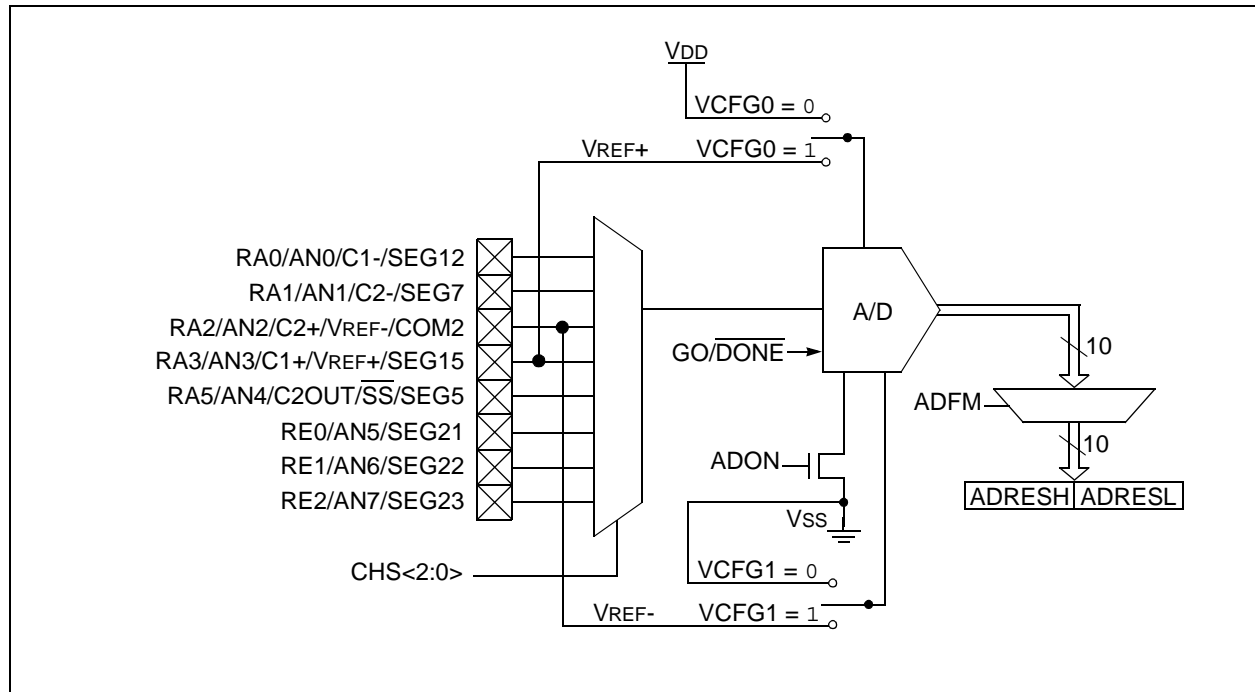 VDD
VCFG0 = 0
VREF+ VCFG0 = 1
RA0/AN0/C1-/SEG12
RA1/AN1/C2-/SEG7
RA2/AN2/C2+/VREF-/COM2
RA3/AN3/C1+/VREF+/SEG15
RA5/AN4/C2OUT/SS/SEG5
RE0/AN5/SEG21
RE1/AN6/SEG22
RE2/AN7/SEG23
CHS<2:0>
A/D
GO/DONE
ADON
VSS
VCFG1 = 0
VREF- VCFG1 = 1
10
ADFM
10
ADRESH ADRESL